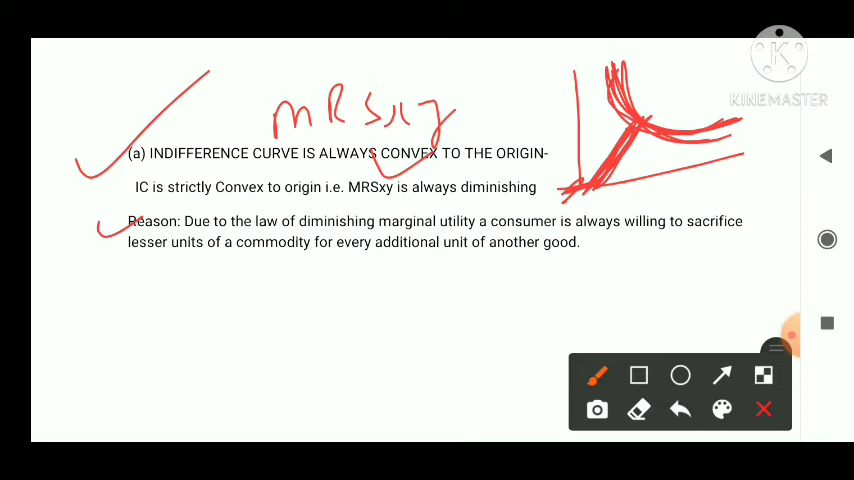 KINEMASTER
MRSxy
(a) INDIFFERENCE CURVE IS ALWAYS CONVEX TO THE ORIGIN-
IC is strictly Convex to origin i.e. MRSxy is always diminishing
Reason: Due to the law of diminishing marginal utility a consumer is always willing to sacrifice
lesser units of a commodity for every additional unit of another good.